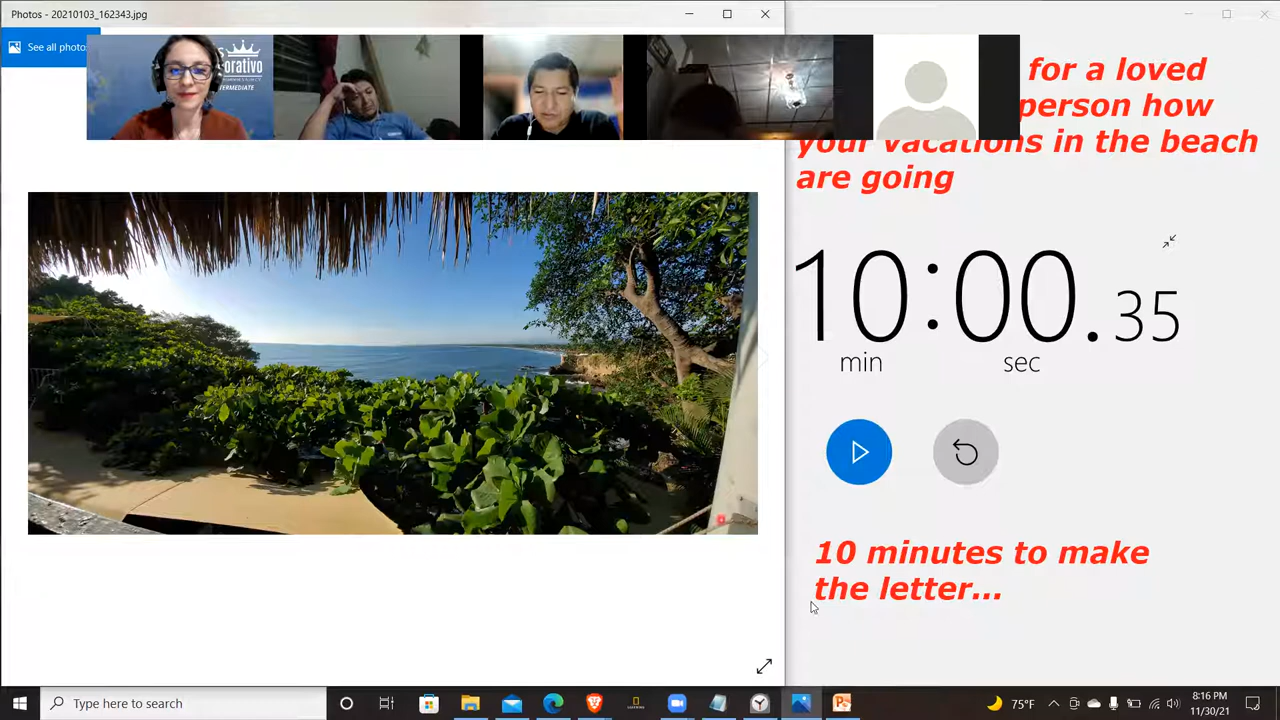 Photos - 20210103_162343.jpg
See all photos
for a loved
person how
your vacations in the beach
are going
10:00.35
min
sec
10 minutes to make
the letter...
Type here to search
75°F
8:16 PM
11/30/21